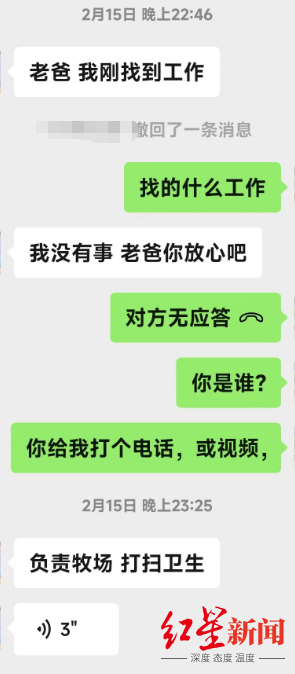 2月15日 晚上22:46
老爸 我刚找到工作
撤回了一条消息
找的什么工作
我没有事 老爸你放心吧
对方无应答
你是谁?
你给我打个电话，或视频，
2月15日 晚上23:25
负责牧场 打扫卫生
3"
红星新闻
深度 态度 温度